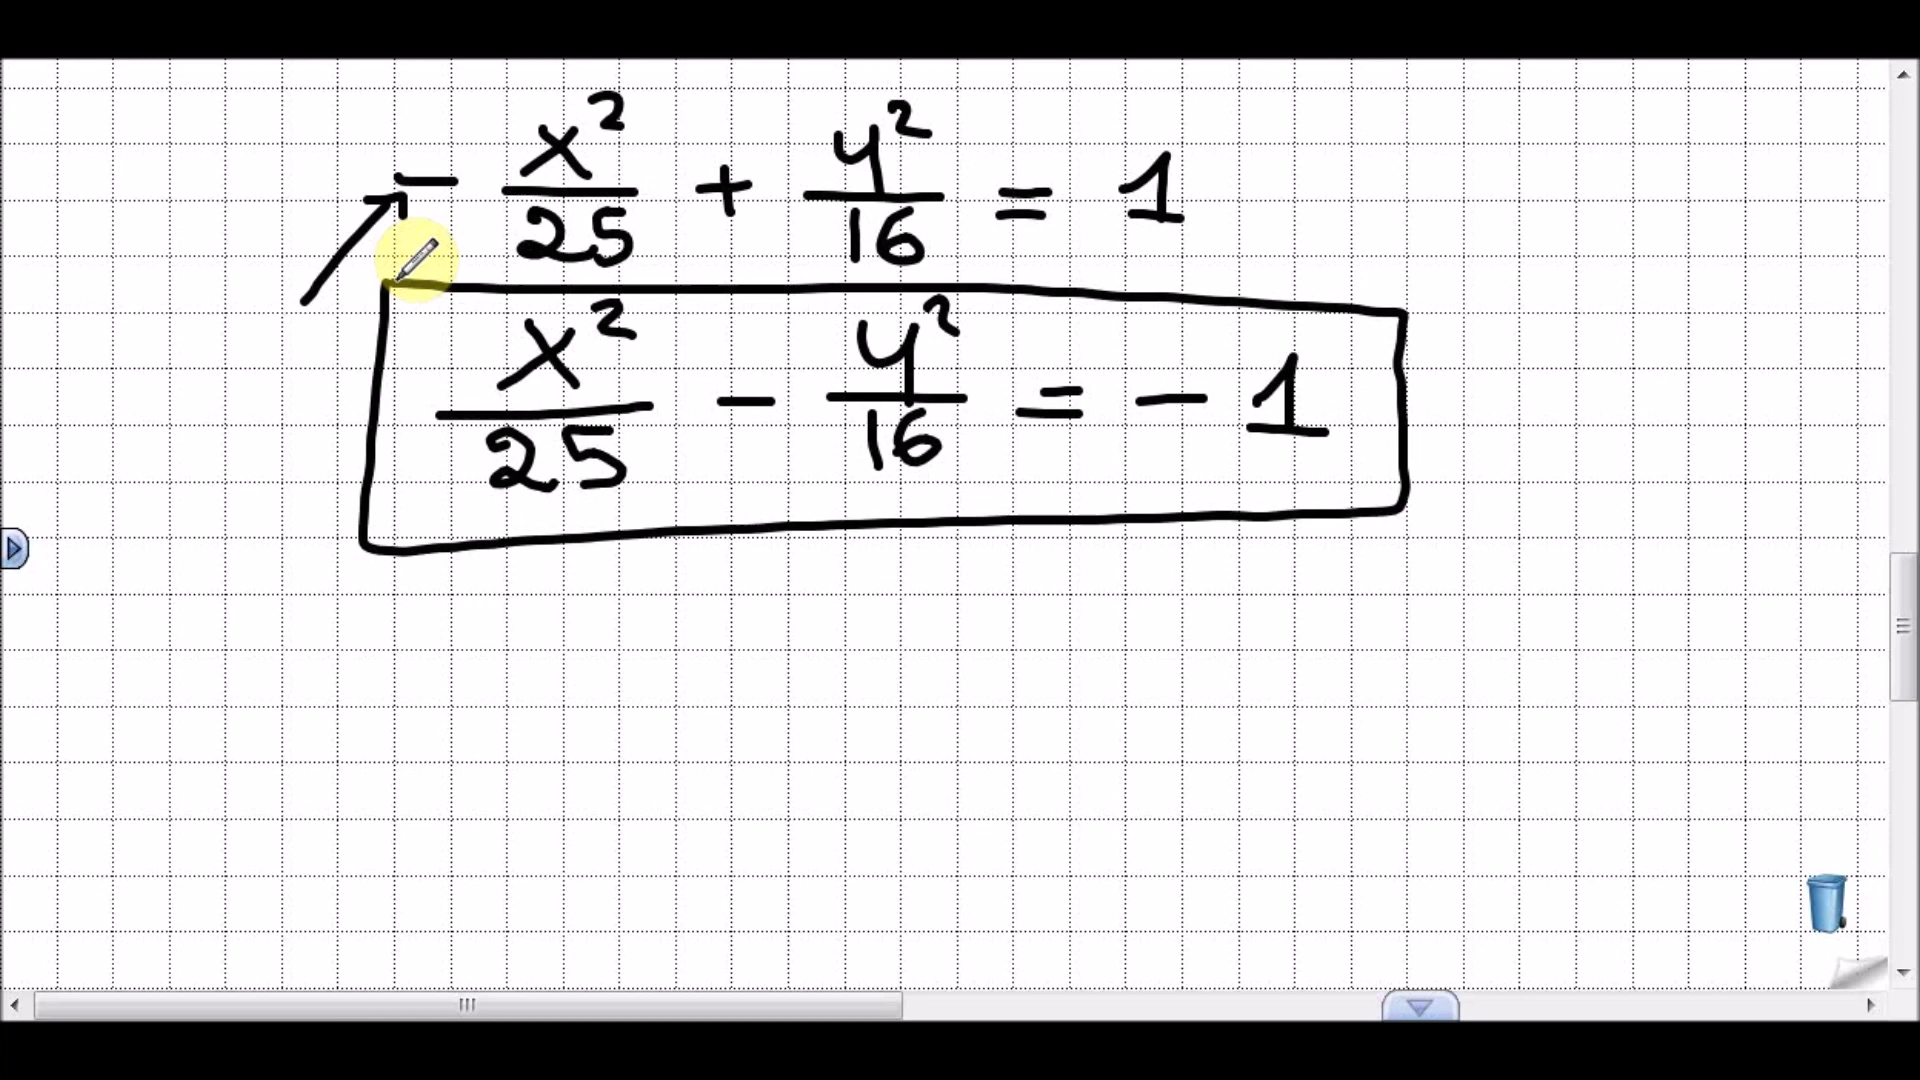 - x²/25 + y²/16 = 1
x²/25 - y²/16 = - 1